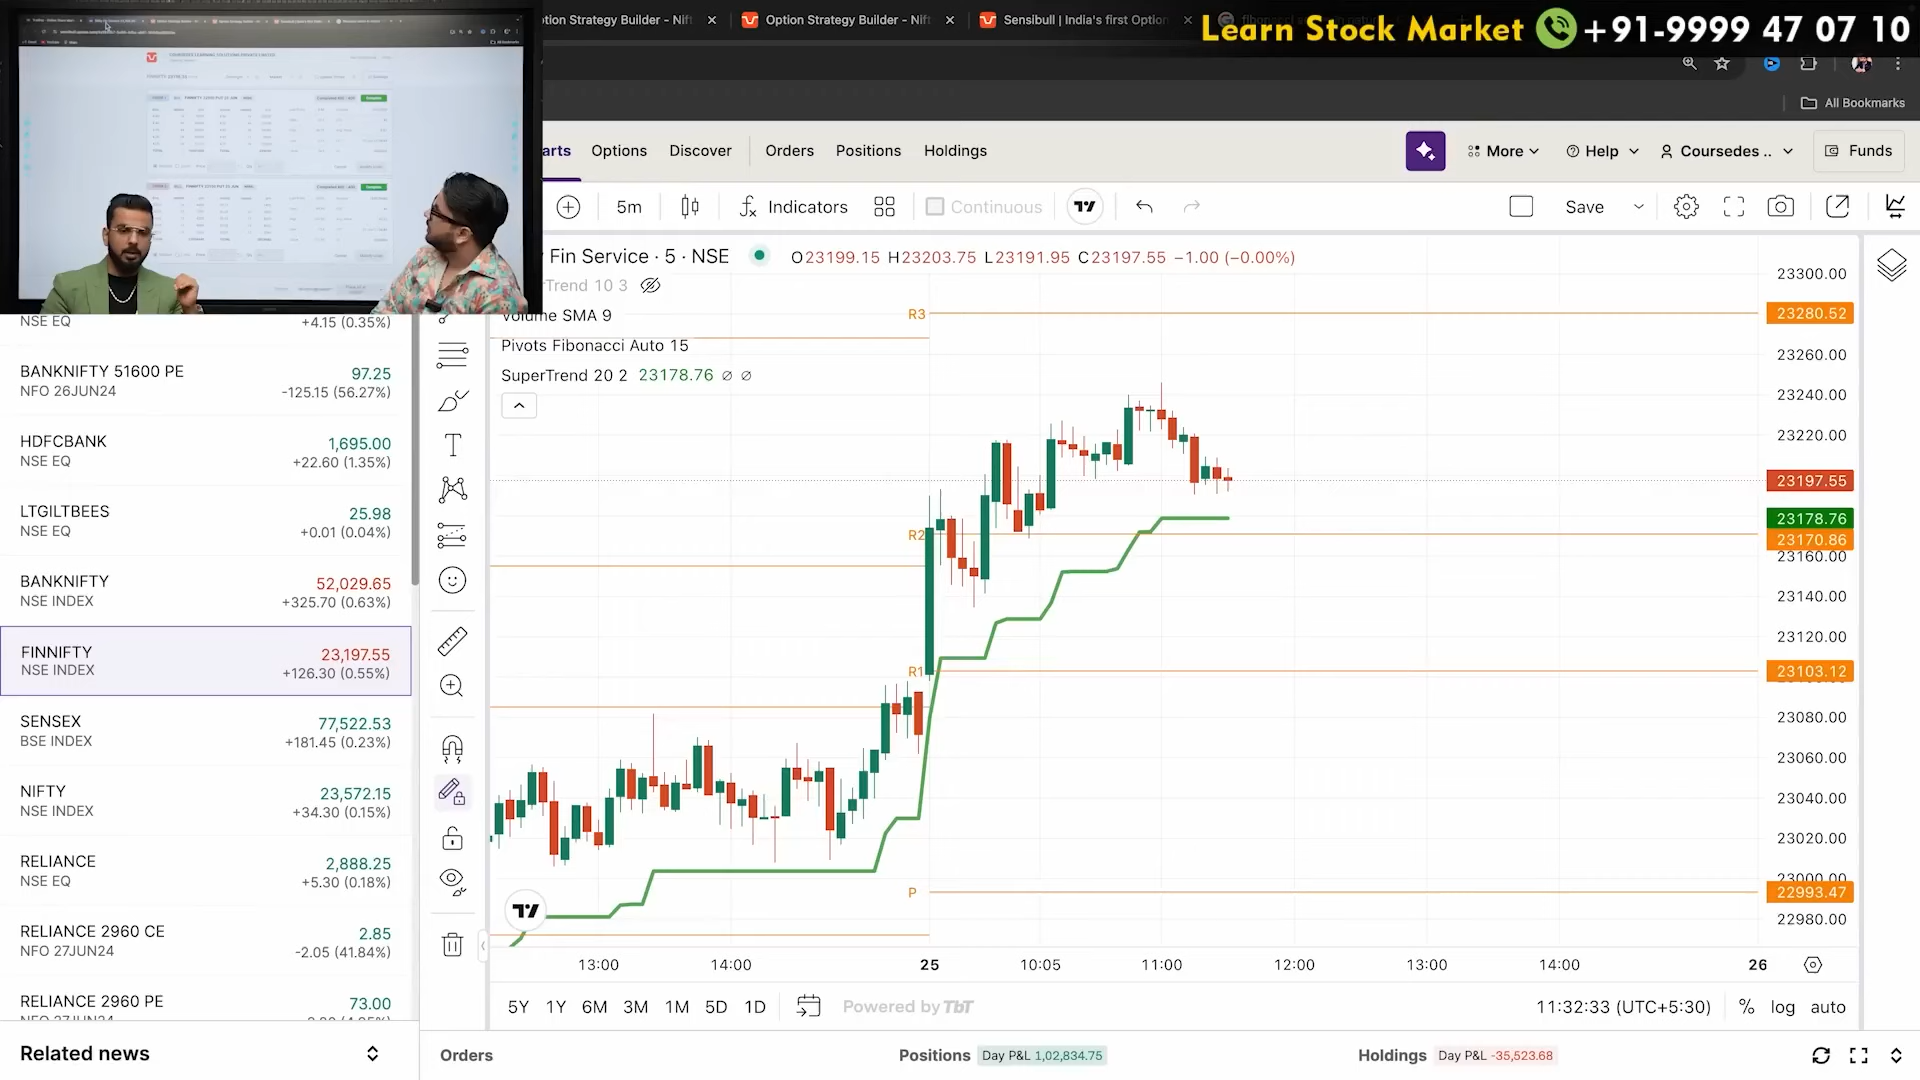 ption Strategy Builder - Nift
Option Strategy Builder - Nift
Sensibull | India's first Option
Learn Stock Market +91-9999 47 07 10
All Bookmarks
arts Options Discover Orders Positions Holdings More Help Coursedes .. Funds
5m Indicators Continuous Save
Fin Service · 5 · NSE O23199.15 H23203.75 L23191.95 C23197.55 −1.00 (−0.00%)
Trend 10 3
Volume SMA 9
Pivots Fibonacci Auto 15
SuperTrend 20 2 23178.76 ∅ ∅
NSE EQ +4.15 (0.35%)
BANKNIFTY 51600 PE 97.25
NFO 26JUN24 -125.15 (56.27%)
HDFCBANK 1,695.00
NSE EQ +22.60 (1.35%)
LTGILTBEES 25.98
NSE EQ +0.01 (0.04%)
BANKNIFTY 52,029.65
NSE INDEX +325.70 (0.63%)
FINNIFTY 23,197.55
NSE INDEX +126.30 (0.55%)
SENSEX 77,522.53
BSE INDEX +181.45 (0.23%)
NIFTY 23,572.15
NSE INDEX +34.30 (0.15%)
RELIANCE 2,888.25
NSE EQ +5.30 (0.18%)
RELIANCE 2960 CE 2.85
NFO 27JUN24 -2.05 (41.84%)
RELIANCE 2960 PE 73.00
Related news
R3
R2
R1
P
23300.00
23280.52
23260.00
23240.00
23220.00
23197.55
23178.76
23170.86
23160.00
23140.00
23120.00
23103.12
23080.00
23060.00
23040.00
23020.00
23000.00
22993.47
22980.00
13:00 14:00 25 10:05 11:00 12:00 13:00 14:00 26
5Y 1Y 6M 3M 1M 5D 1D Powered by TbT 11:32:33 (UTC+5:30) % log auto
Orders Positions Day P&L 1,02,834.75 Holdings Day P&L -35,523.68